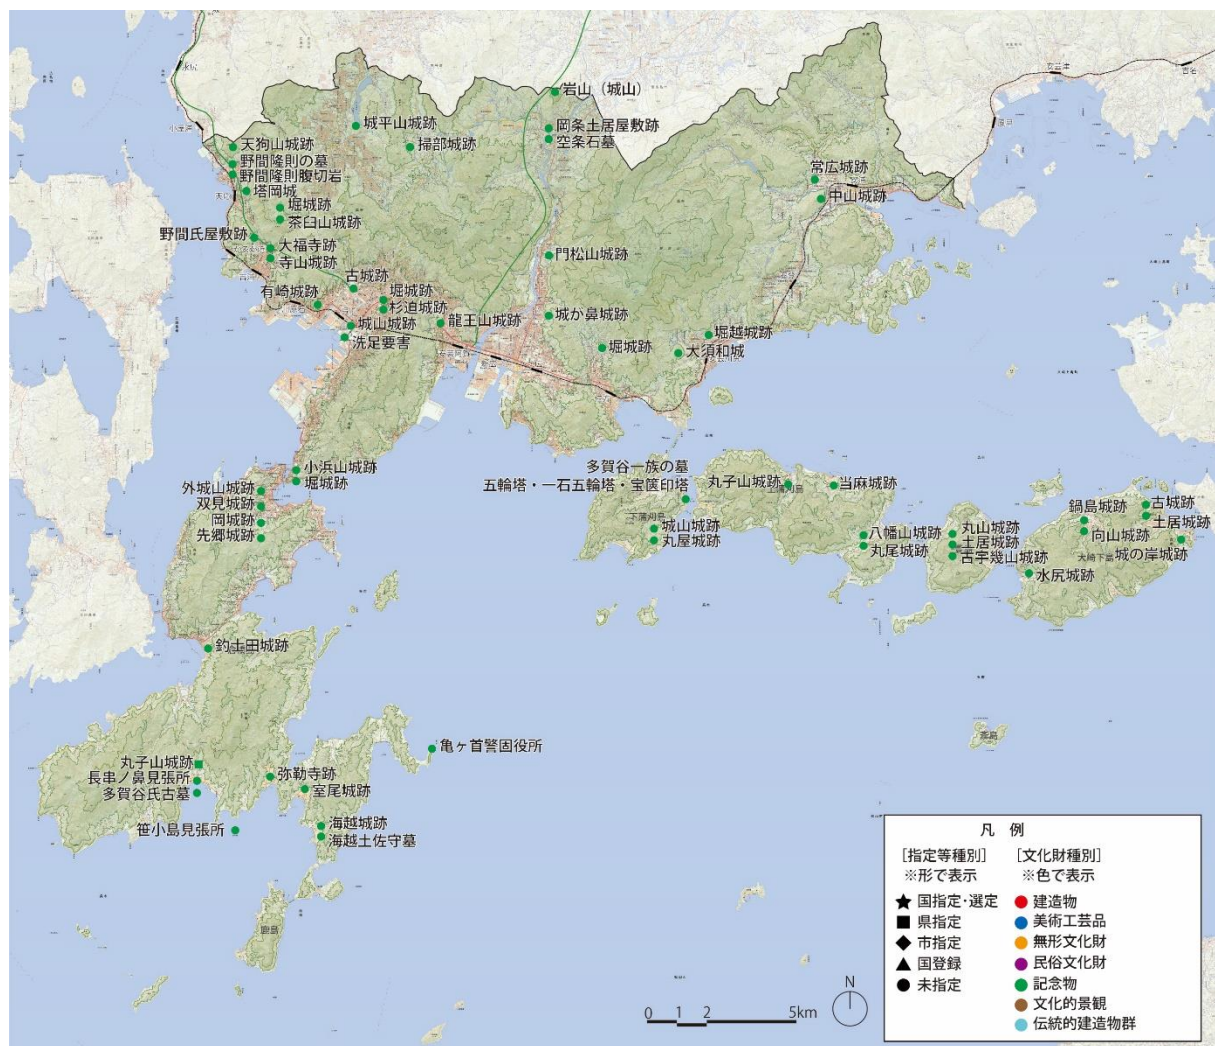 岩山（城山）
城平山城跡
岡条土居屋敷跡
空条石墓
天狗山城跡
掃部城跡
野間隆則の墓
野間隆則腹切岩
常広城跡
塔岡城
中山城跡
堀城跡
茶臼山城跡
野間氏屋敷跡
大福寺跡
門松山城跡
寺山城跡
古城跡
有崎城跡
堀城跡
杉迫城跡
城か鼻城跡
城山城跡
龍王山城跡
洗足要害
堀城跡
堀越城跡
大須和城
小浜山城跡
堀城跡
多賀谷一族の墓
五輪塔・一石五輪塔・宝篋印塔
丸子山城跡
当麻城跡
外城山城跡
双見城跡
岡城跡
先郷城跡
下蒲刈島
上蒲刈島
城山城跡
丸屋城跡
八幡山城跡
丸尾城跡
丸山城跡
土居城跡
古宇幾山城跡
鍋島城跡
古城跡
土居城跡
向山城跡
大崎下島
城の岸城跡
水尻城跡
釣土田城跡
斎島
亀ヶ首警固役所
丸子山城跡
長串ノ鼻見張所
多賀谷氏古墓
弥勒寺跡
室尾城跡
笹小島見張所
海越城跡
海越土佐守墓
鹿島
凡 例
［指定等種別］
※形で表示
国指定・選定
県指定
市指定
国登録
未指定
［文化財種別］
※色で表示
建造物
美術工芸品
無形文化財
民俗文化財
記念物
文化的景観
伝統的建造物群
N
0 1 2 5km